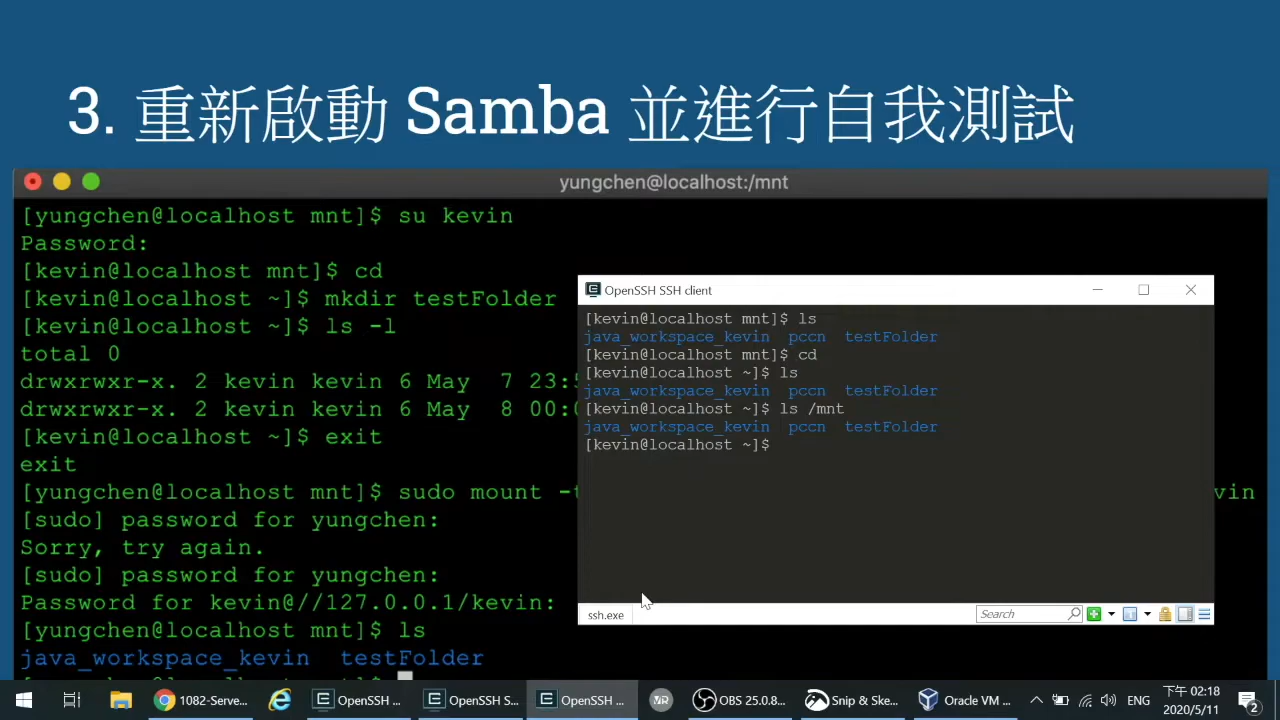 3. 重新啟動 Samba 並進行自我測試
yungchen@localhost:/mnt
[yungchen@localhost mnt]$ su kevin
Password:
[kevin@localhost mnt]$ cd
[kevin@localhost ~]$ mkdir testFolder
[kevin@localhost ~]$ ls -l
total 0
drwxrwxr-x. 2 kevin kevin 6 May  7 23:5
drwxrwxr-x. 2 kevin kevin 6 May  8 00:0
[kevin@localhost ~]$ exit
exit
[yungchen@localhost mnt]$ sudo mount -t vin
[sudo] password for yungchen:
Sorry, try again.
[sudo] password for yungchen:
Password for kevin@//127.0.0.1/kevin:
[yungchen@localhost mnt]$ ls
java_workspace_kevin  testFolder
OpenSSH SSH client
[kevin@localhost mnt]$ ls
java_workspace_kevin  pccn  testFolder
[kevin@localhost mnt]$ cd
[kevin@localhost ~]$ ls
java_workspace_kevin  pccn  testFolder
[kevin@localhost ~]$ ls /mnt
java_workspace_kevin  pccn  testFolder
[kevin@localhost ~]$
ssh.exe
Search
1082-Serve...
OpenSSH ...
OpenSSH S...
OpenSSH ...
OBS 25.0.8...
Snip & Ske...
Oracle VM ...
ENG
下午 02:18
2020/5/11
2